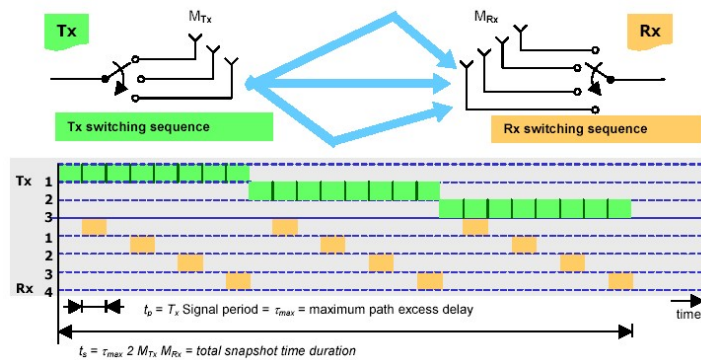 Tx
M_Tx
M_Rx
Rx
Tx switching sequence
Rx switching sequence
Tx
1
2
3
1
2
3
Rx 4
t_p = T_x Signal period = τ_max = maximum path excess delay
time
t_s = τ_max 2 M_Tx M_Rx = total snapshot time duration